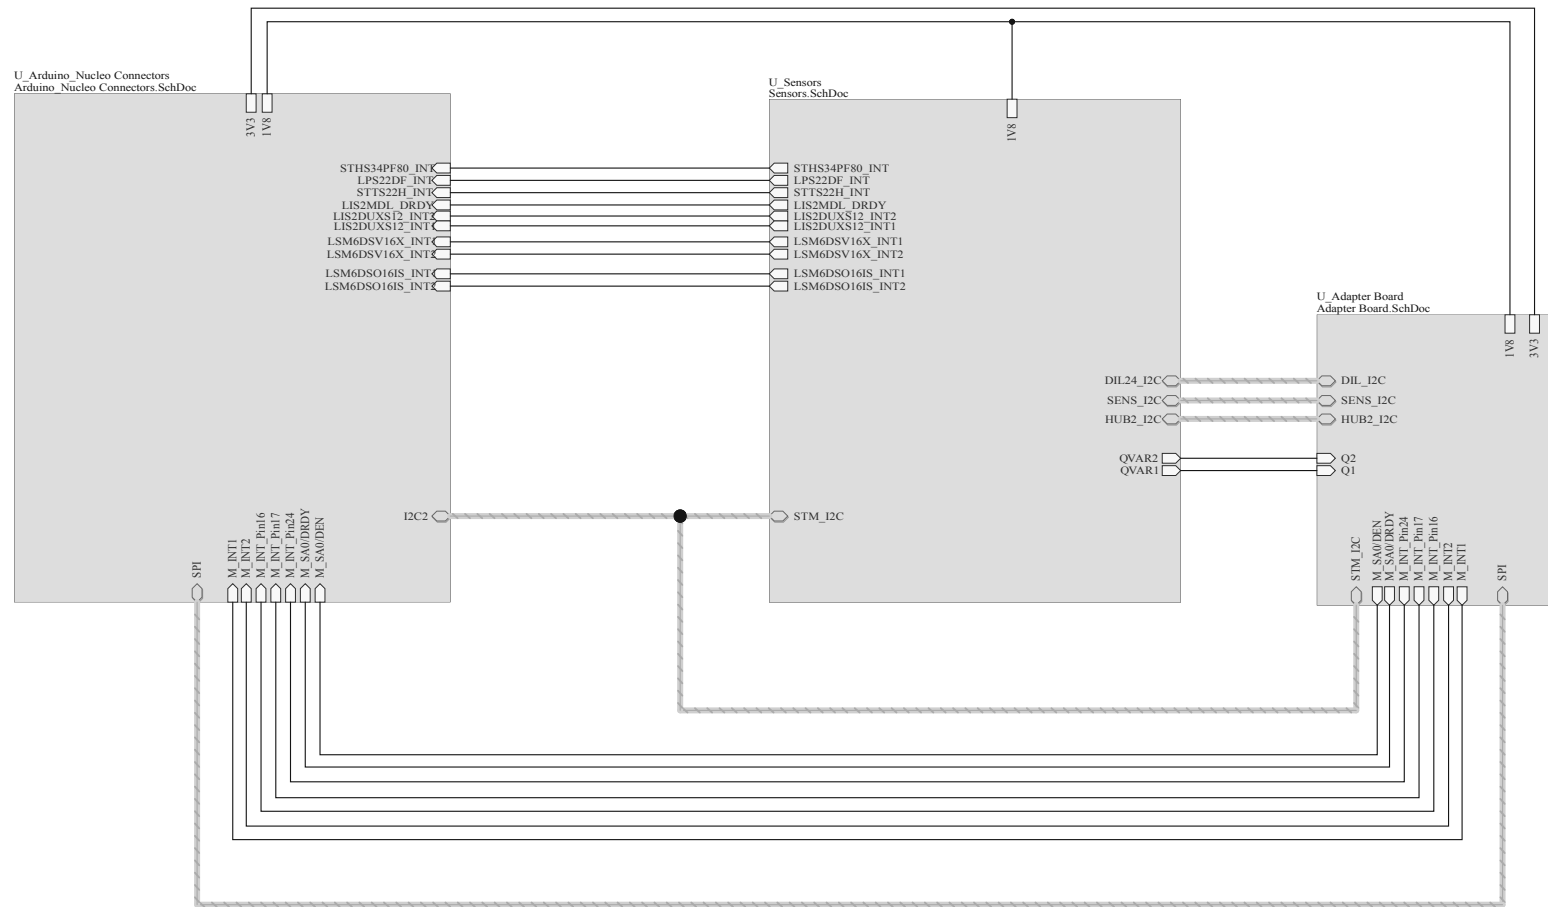 U_Arduino_Nucleo Connectors
Arduino_Nucleo Connectors.SchDoc
3V3
1V8
STHS34PF80_INT
LPS22DF_INT
STTS22H_INT
LIS2MDL_DRDY
LIS2DUXS12_INT2
LIS2DUXS12_INT1
LSM6DSV16X_INT1
LSM6DSV16X_INT2
LSM6DSO16IS_INT1
LSM6DSO16IS_INT2
I2C2
SPI
M_INT1
M_INT2
M_INT_Pin16
M_INT_Pin17
M_INT_Pin24
M_SA0/DRDY
M_SA0/DEN
U_Sensors
Sensors.SchDoc
1V8
STHS34PF80_INT
LPS22DF_INT
STTS22H_INT
LIS2MDL_DRDY
LIS2DUXS12_INT2
LIS2DUXS12_INT1
LSM6DSV16X_INT1
LSM6DSV16X_INT2
LSM6DSO16IS_INT1
LSM6DSO16IS_INT2
DIL24_I2C
SENS_I2C
HUB2_I2C
QVAR2
QVAR1
STM_I2C
U_Adapter Board
Adapter Board.SchDoc
1V8
3V3
DIL_I2C
SENS_I2C
HUB2_I2C
Q2
Q1
STM_I2C
M_SA0/DEN
M_SA0/DRDY
M_INT_Pin24
M_INT_Pin17
M_INT_Pin16
M_INT2
M_INT1
SPI